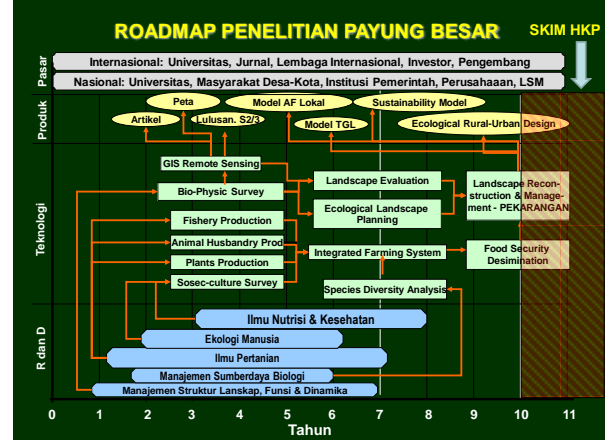 ROADMAP PENELITIAN PAYUNG BESAR
SKIM HKP
Pasar
Internasional: Universitas, Jurnal, Lembaga Internasional, Investor, Pengembang
Nasional: Universitas, Masyarakat Desa-Kota, Institusi Pemerintah, Perusahaaan, LSM
Produk
Peta
Model AF Lokal
Sustainability Model
Artikel
Lulusan. S2/3
Model TGL
Ecological Rural-Urban Design
Teknologi
GIS Remote Sensing
Bio-Physic Survey
Landscape Evaluation
Ecological Landscape
Planning
Landscape Recon-
struction & Manage-
ment - PEKARANGAN
Fishery Production
Animal Husbandry Prod
Plants Production
Sosec-culture Survey
Integrated Farming System
Food Security
Desimination
Species Diversity Analysis
R dan D
Ilmu Nutrisi & Kesehatan
Ekologi Manusia
Ilmu Pertanian
Manajemen Sumberdaya Biologi
Manajemen Struktur Lanskap, Fungsi & Dinamika
0 1 2 3 4 5 6 7 8 9 10 11
Tahun